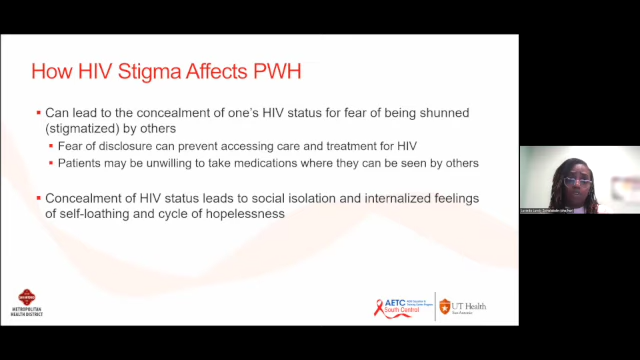 How HIV Stigma Affects PWH
Can lead to the concealment of one's HIV status for fear of being shunned
(stigmatized) by others
Fear of disclosure can prevent accessing care and treatment for HIV
Patients may be unwilling to take medications where they can be seen by others
Concealment of HIV status leads to social isolation and internalized feelings
of self-loathing and cycle of hopelessness
METROPOLITAN
HEALTH DISTRICT
AETC
South Central
UT Health
San Antonio